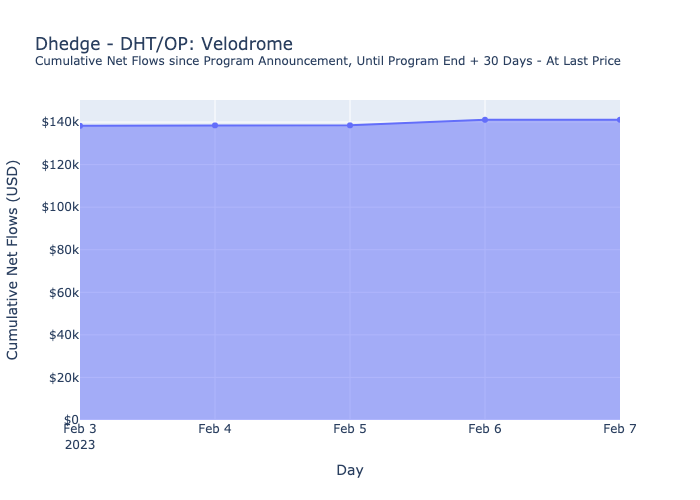 Dhedge - DHT/OP: Velodrome
Cumulative Net Flows since Program Announcement, Until Program End + 30 Days - At Last Price
Cumulative Net Flows (USD)
$140k
$120k
$100k
$80k
$60k
$40k
$20k
$0
Feb 3 Feb 4 Feb 5 Feb 6 Feb 7
2023
Day